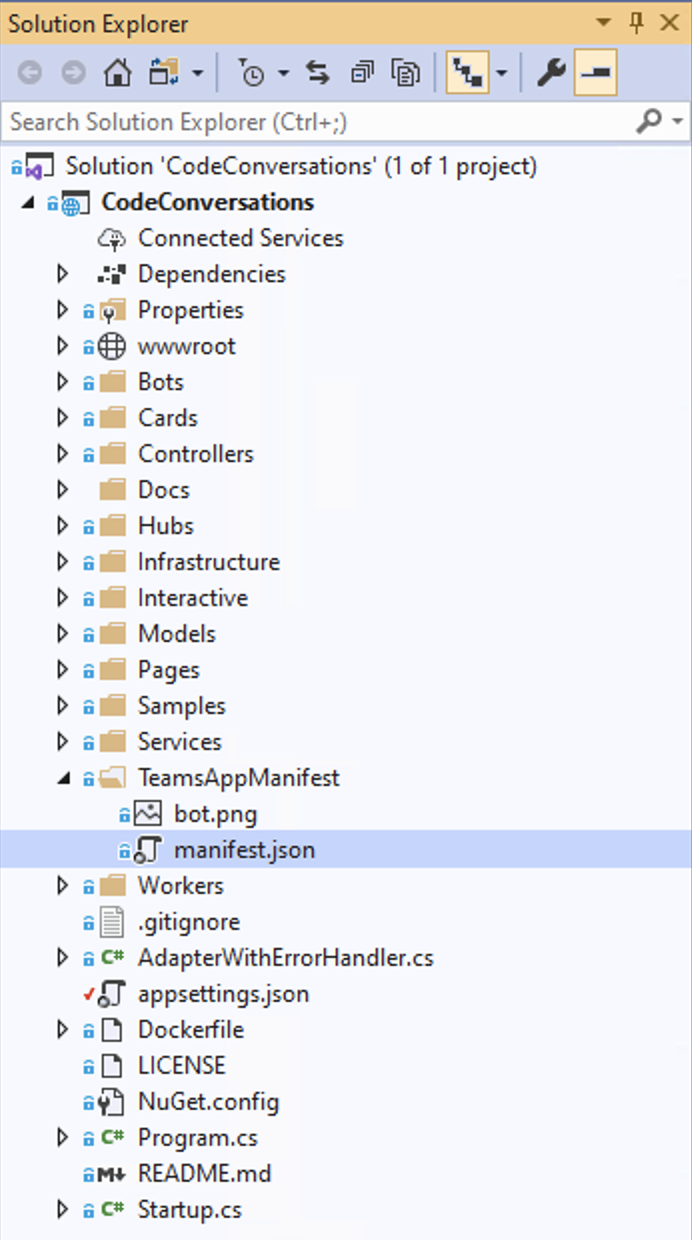 Solution Explorer
Search Solution Explorer (Ctrl+;)
Solution 'CodeConversations' (1 of 1 project)
CodeConversations
Connected Services
Dependencies
Properties
wwwroot
Bots
Cards
Controllers
Docs
Hubs
Infrastructure
Interactive
Models
Pages
Samples
Services
TeamsAppManifest
bot.png
manifest.json
Workers
.gitignore
C# AdapterWithErrorHandler.cs
appsettings.json
Dockerfile
LICENSE
NuGet.config
C# Program.cs
M↓ README.md
C# Startup.cs